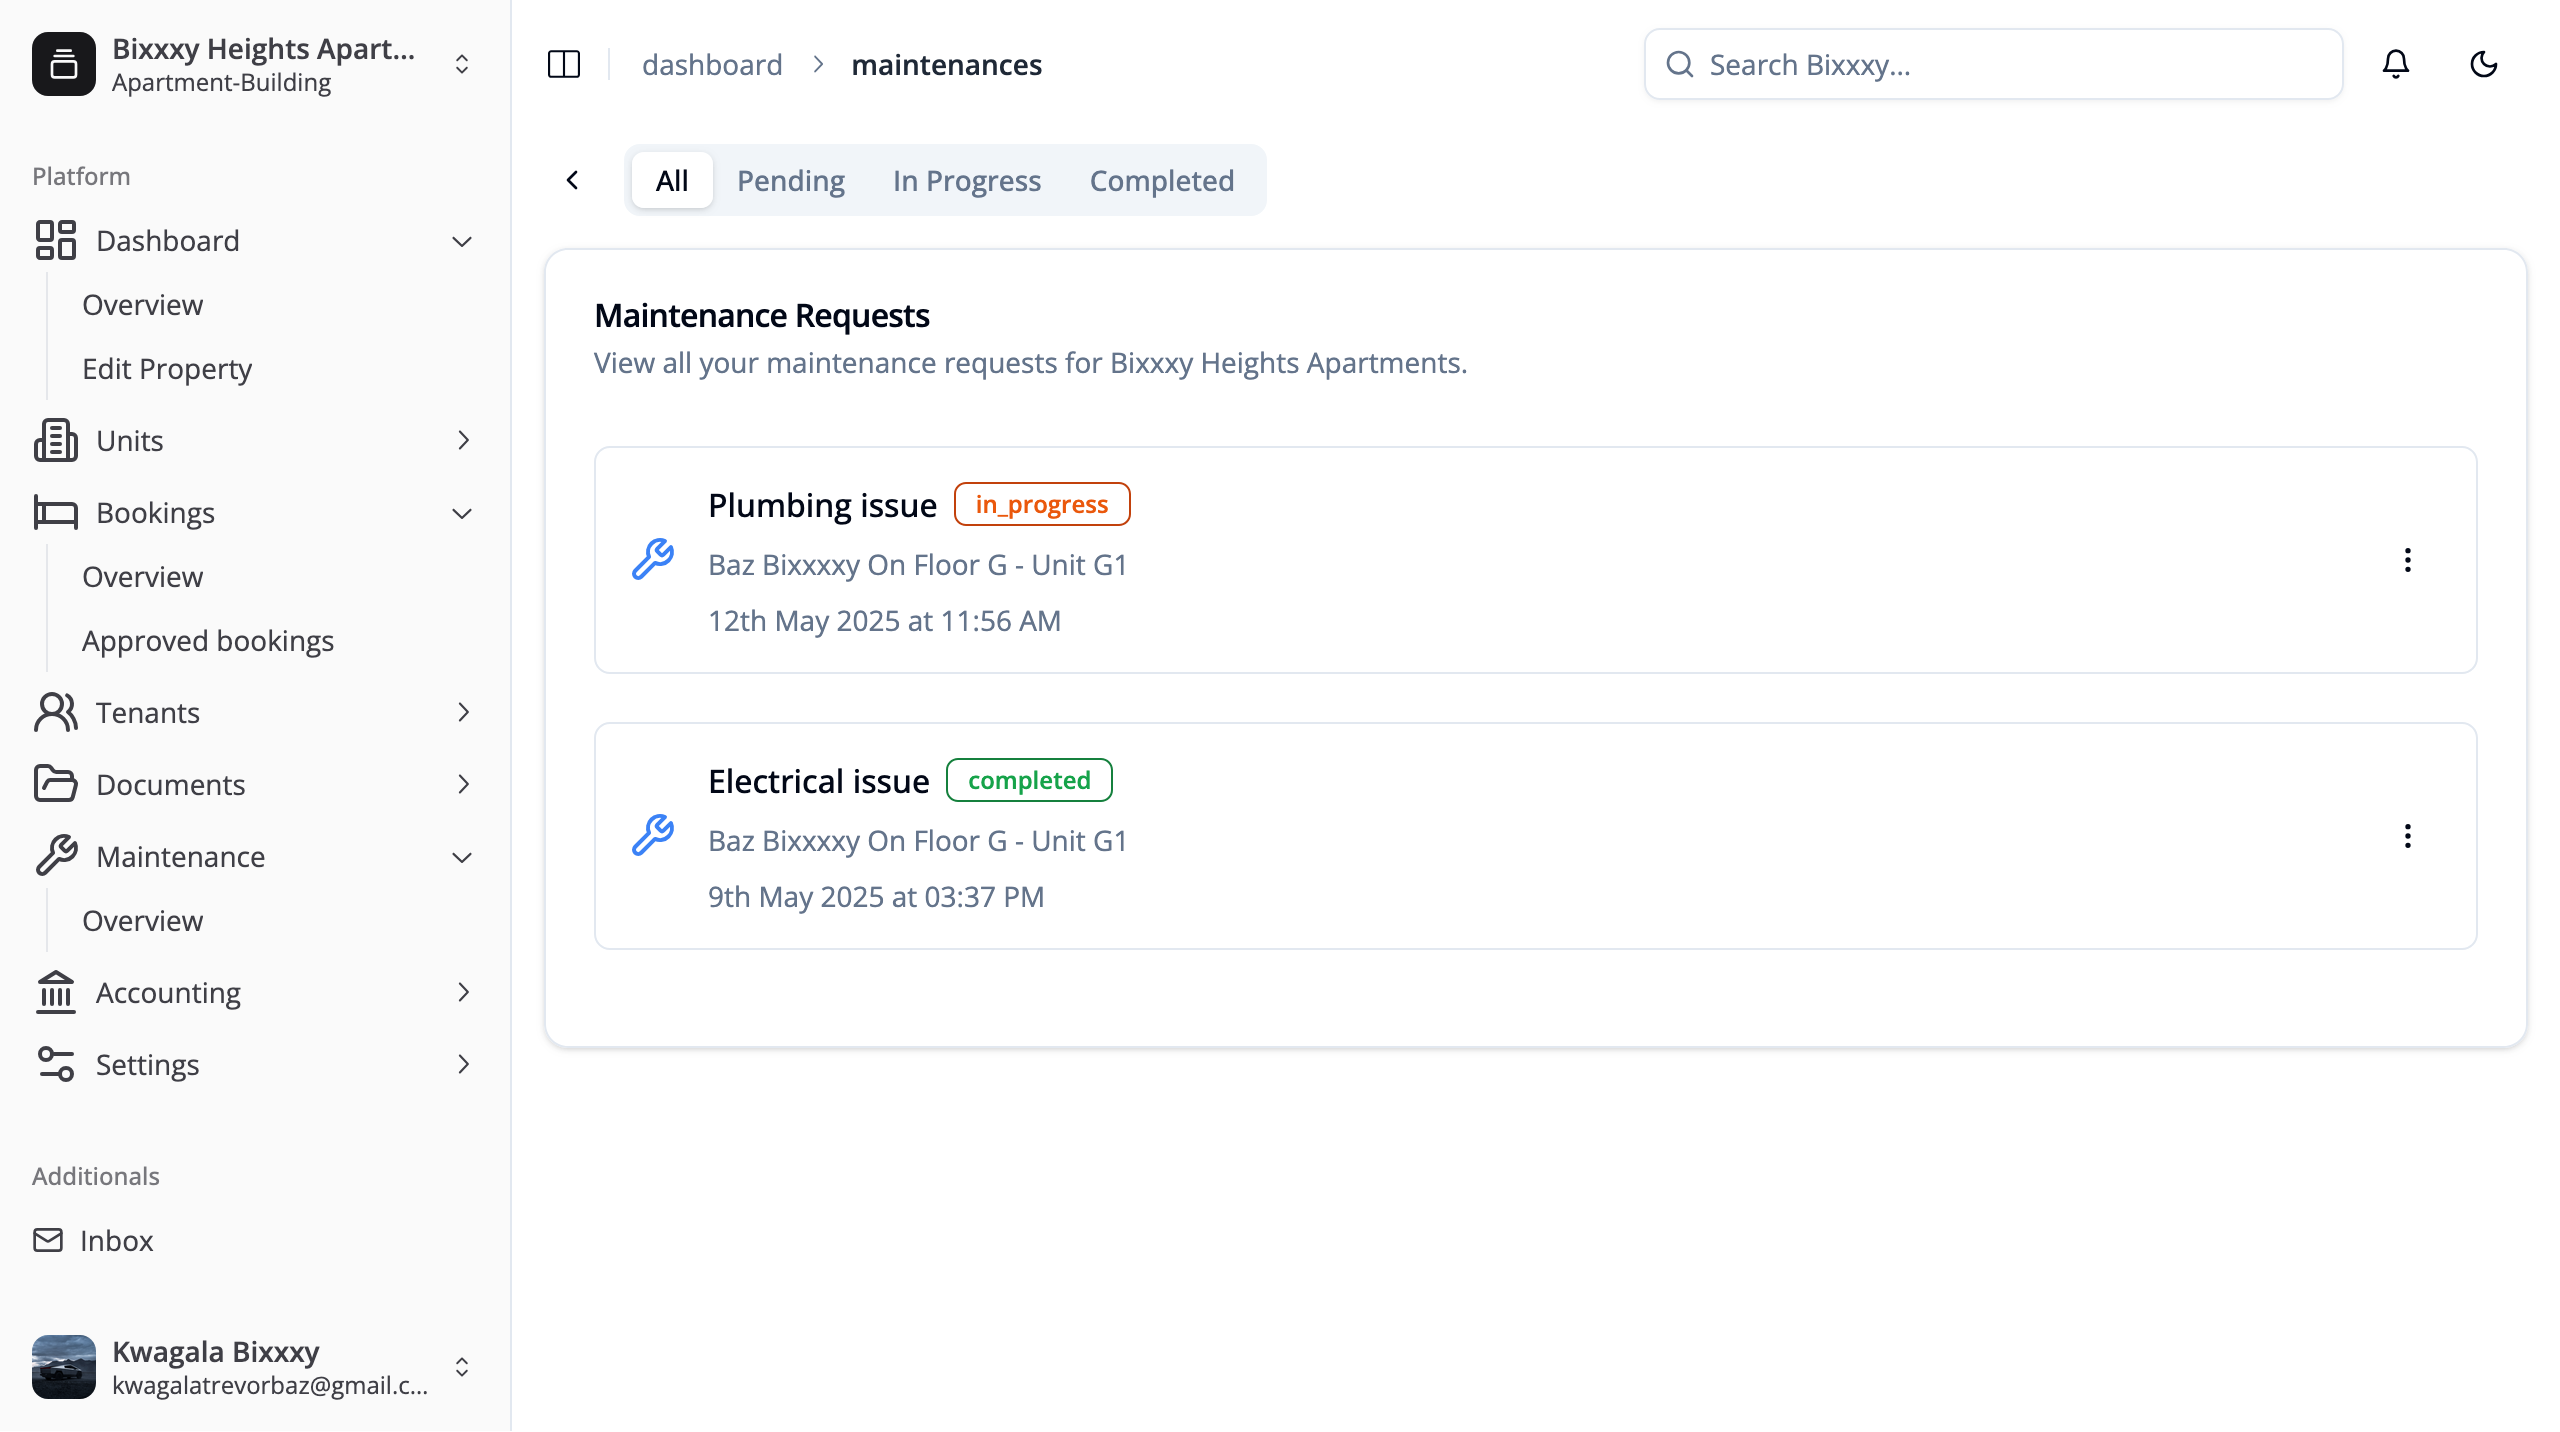 Bixxxy Heights Apart...
Apartment-Building
Platform
Dashboard
Overview
Edit Property
Units
Bookings
Overview
Approved bookings
Tenants
Documents
Maintenance
Overview
Accounting
Settings
Additionals
Inbox
Kwagala Bixxxy
kwagalatrevorbaz@gmail.c...
dashboard > maintenances
Search Bixxxy...
All Pending In Progress Completed
Maintenance Requests
View all your maintenance requests for Bixxxy Heights Apartments.
Plumbing issue in_progress
Baz Bixxxxy On Floor G - Unit G1
12th May 2025 at 11:56 AM
Electrical issue completed
Baz Bixxxxy On Floor G - Unit G1
9th May 2025 at 03:37 PM